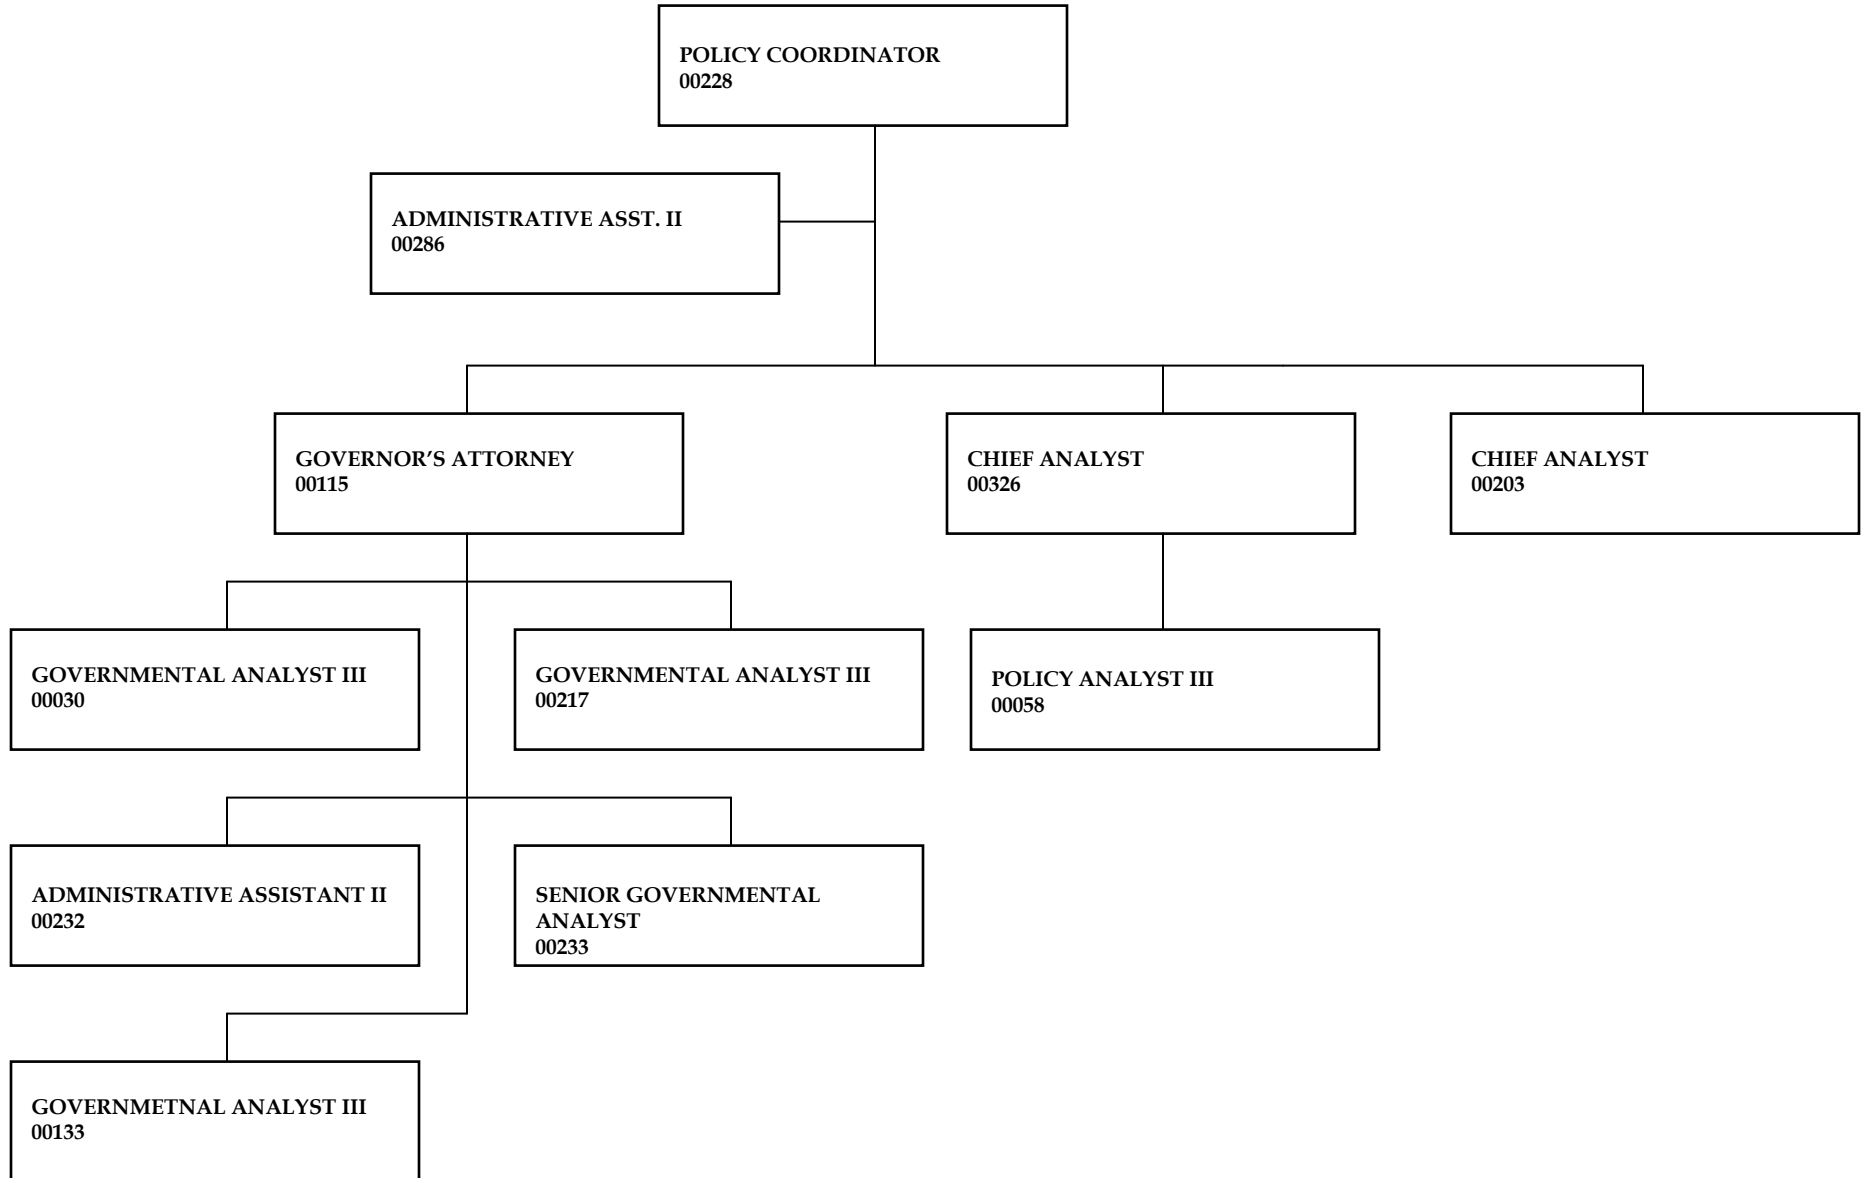 POLICY COORDINATOR
00228
ADMINISTRATIVE ASST. II
00286
GOVERNOR’S ATTORNEY
00115
CHIEF ANALYST
00326
CHIEF ANALYST
00203
GOVERNMENTAL ANALYST III
00030
GOVERNMENTAL ANALYST III
00217
POLICY ANALYST III
00058
ADMINISTRATIVE ASSISTANT II
00232
SENIOR GOVERNMENTAL
ANALYST
00233
GOVERNMETNAL ANALYST III
00133